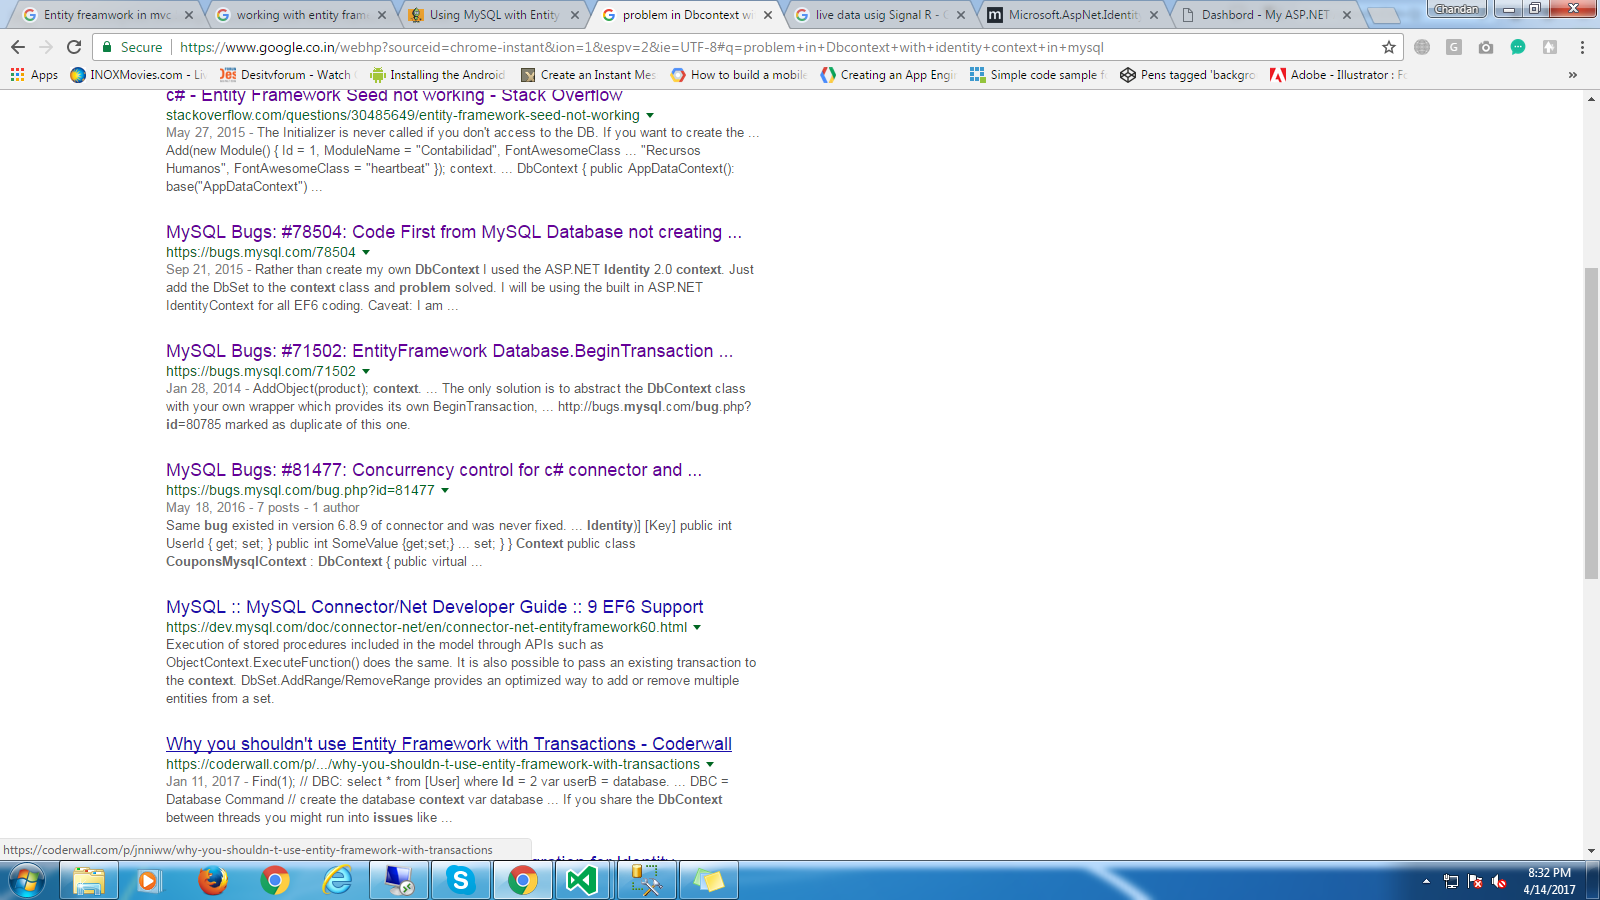 Entity freamwork in mvc
working with entity fram
Using MySQL with Entity
problem in Dbcontext wi
live data usig Signal R - G
Microsoft.AspNet.Identit
Dashbord - My ASP.NET
Chandan
Secure
https://www.google.co.in/webhp?sourceid=chrome-instant&ion=1&espv=2&ie=UTF-8#q=problem+in+Dbcontext+with+identity+context+in+mysql
Apps
INOXMovies.com - Liv
Desitvforum - Watch
Installing the Android
Create an Instant Mes
How to build a mobile
Creating an App Engi
Simple code sample f
Pens tagged 'backgro
Adobe - Illustrator : Fo
»
c# - Entity Framework Seed not working - Stack Overflow
stackoverflow.com/questions/30485649/entity-framework-seed-not-working
May 27, 2015 - The Initializer is never called if you don't access to the DB. If you want to create the ...
Add(new Module() { Id = 1, ModuleName = "Contabilidad", FontAwesomeClass ... "Recursos
Humanos", FontAwesomeClass = "heartbeat" }); context. ... DbContext { public AppDataContext():
base("AppDataContext") ...
MySQL Bugs: #78504: Code First from MySQL Database not creating ...
https://bugs.mysql.com/78504
Sep 21, 2015 - Rather than create my own DbContext I used the ASP.NET Identity 2.0 context. Just
add the DbSet to the context class and problem solved. I will be using the built in ASP.NET
IdentityContext for all EF6 coding. Caveat: I am ...
MySQL Bugs: #71502: EntityFramework Database.BeginTransaction ...
https://bugs.mysql.com/71502
Jan 28, 2014 - AddObject(product); context. ... The only solution is to abstract the DbContext class
with your own wrapper which provides its own BeginTransaction, ... http://bugs.mysql.com/bug.php?
id=80785 marked as duplicate of this one.
MySQL Bugs: #81477: Concurrency control for c# connector and ...
https://bugs.mysql.com/bug.php?id=81477
May 18, 2016 - 7 posts - 1 author
Same bug existed in version 6.8.9 of connector and was never fixed. ... Identity)] [Key] public int
UserId { get; set; } public int SomeValue {get;set;} ... set; } } Context public class
CouponsMysqlContext : DbContext { public virtual ...
MySQL :: MySQL Connector/Net Developer Guide :: 9 EF6 Support
https://dev.mysql.com/doc/connector-net/en/connector-net-entityframework60.html
Execution of stored procedures included in the model through APIs such as
ObjectContext.ExecuteFunction() does the same. It is also possible to pass an existing transaction to
the context. DbSet.AddRange/RemoveRange provides an optimized way to add or remove multiple
entities from a set.
Why you shouldn't use Entity Framework with Transactions - Coderwall
https://coderwall.com/p/.../why-you-shouldn-t-use-entity-framework-with-transactions
Jan 11, 2017 - Find(1); // DBC: select * from [User] where Id = 2 var userB = database. ... DBC =
Database Command // create the database context var database ... If you share the DbContext
between threads you might run into issues like ...
https://coderwall.com/p/jnniww/why-you-shouldn-t-use-entity-framework-with-transactions
gration for Identity
8:32 PM
4/14/2017